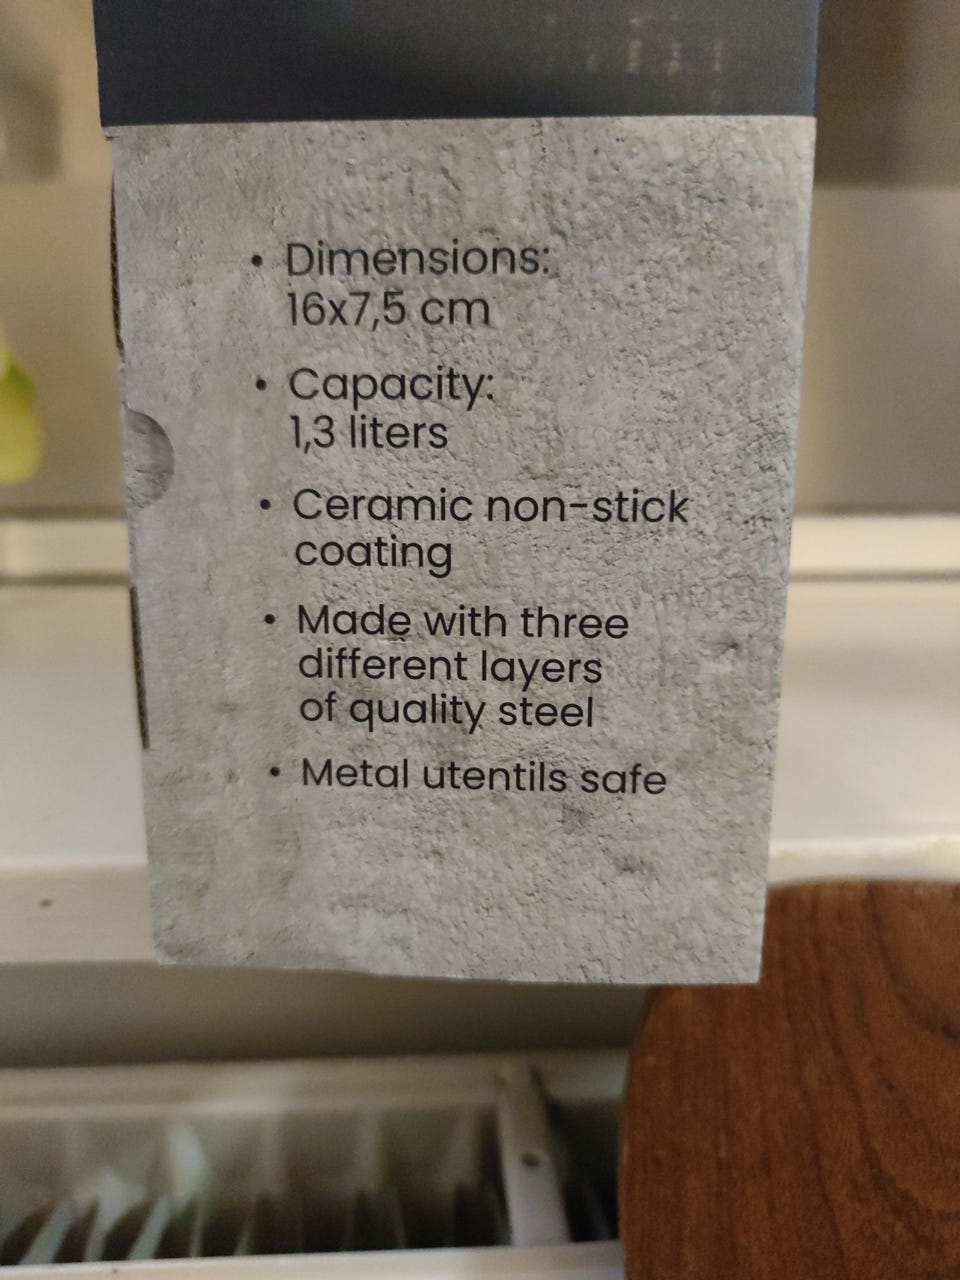 • Dimensions:
16x7,5 cm
• Capacity:
1,3 liters
• Ceramic non-stick
coating
• Made with three
different layers
of quality steel
• Metal utentils safe